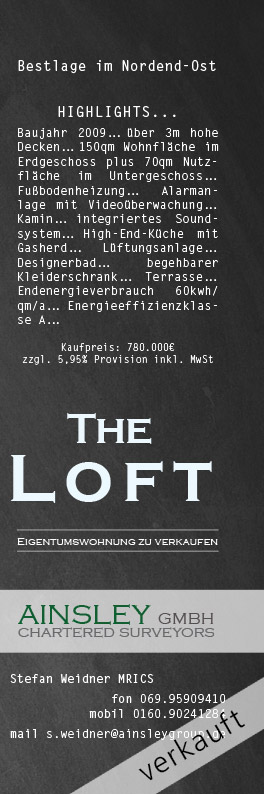 Bestlage im Nordend-Ost
HIGHLIGHTS...
Baujahr 2009... Über 3m hohe
Decken... 150qm Wohnfläche im
Erdgeschoss plus 70qm Nutz-
fläche im Untergeschoss...
Fußbodenheizung... Alarman-
lage mit Videoüberwachung...
Kamin... integriertes Sound-
system... High-End-Küche mit
Gasherd... Lüftungsanlage...
Designerbad... begehbarer
Kleiderschrank... Terrasse...
Endenergieverbrauch 60kwh/
qm/a... Energieeffizienzklas-
se A...
Kaufpreis: 780.000€
zzgl. 5,95% Provision inkl. MwSt
THE
LOFT
EIGENTUMSWOHNUNG ZU VERKAUFEN
AINSLEY GMBH
CHARTERED SURVEYORS
Stefan Weidner MRICS
fon 069.95909410
mobil 0160.90241284
mail s.weidner@ainsleygroup.de
verkauft